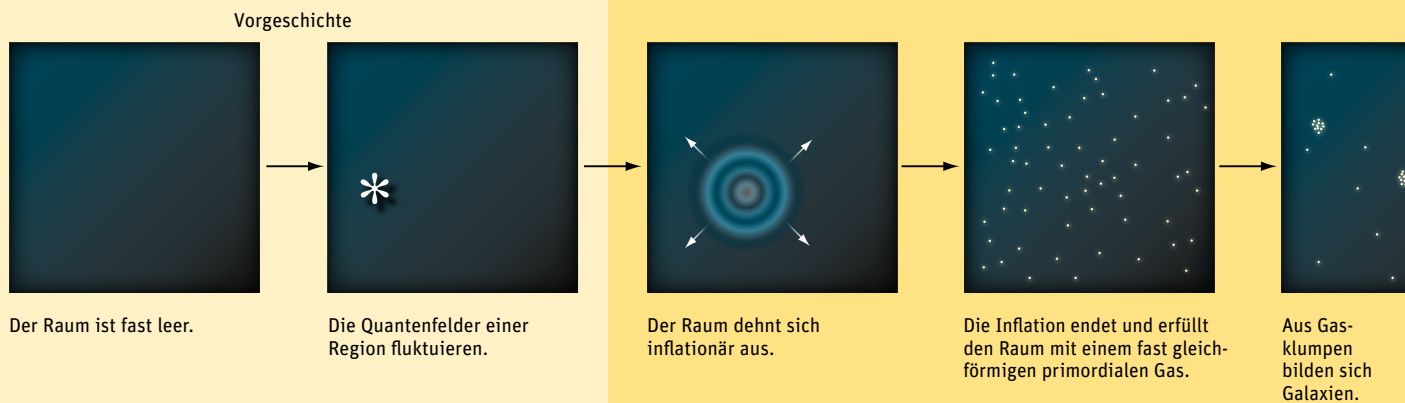 Vorgeschichte
Der Raum ist fast leer.
Die Quantenfelder einer
Region fluktuieren.
Der Raum dehnt sich
inflationär aus.
Die Inflation endet und erfüllt
den Raum mit einem fast gleich-
förmigen primordialen Gas.
Aus Gas-
klumpen
bilden sich
Galaxien.